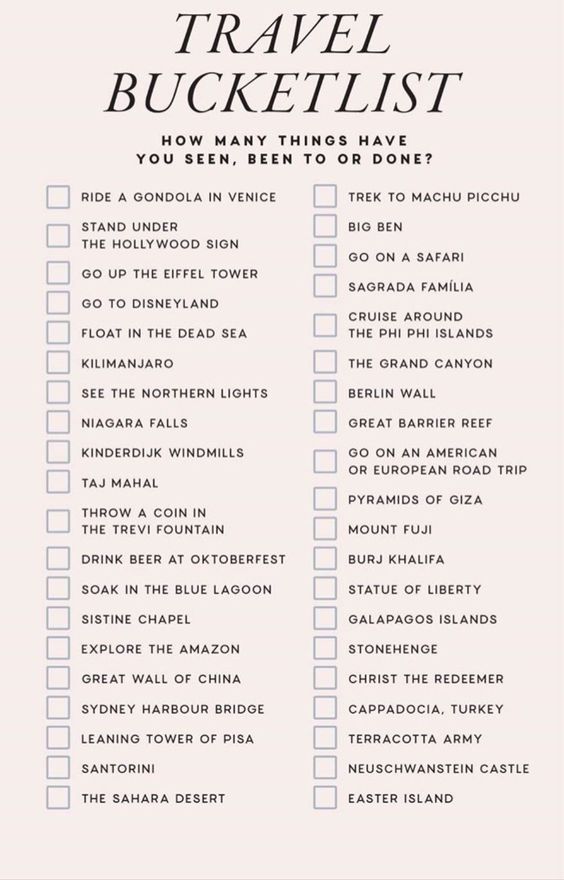 TRAVEL
BUCKETLIST
HOW MANY THINGS HAVE
YOU SEEN, BEEN TO OR DONE?
RIDE A GONDOLA IN VENICE
STAND UNDER
THE HOLLYWOOD SIGN
GO UP THE EIFFEL TOWER
GO TO DISNEYLAND
FLOAT IN THE DEAD SEA
KILIMANJARO
SEE THE NORTHERN LIGHTS
NIAGARA FALLS
KINDERDIJK WINDMILLS
TAJ MAHAL
THROW A COIN IN
THE TREVI FOUNTAIN
DRINK BEER AT OKTOBERFEST
SOAK IN THE BLUE LAGOON
SISTINE CHAPEL
EXPLORE THE AMAZON
GREAT WALL OF CHINA
SYDNEY HARBOUR BRIDGE
LEANING TOWER OF PISA
SANTORINI
THE SAHARA DESERT
TREK TO MACHU PICCHU
BIG BEN
GO ON A SAFARI
SAGRADA FAMÍLIA
CRUISE AROUND
THE PHI PHI ISLANDS
THE GRAND CANYON
BERLIN WALL
GREAT BARRIER REEF
GO ON AN AMERICAN
OR EUROPEAN ROAD TRIP
PYRAMIDS OF GIZA
MOUNT FUJI
BURJ KHALIFA
STATUE OF LIBERTY
GALAPAGOS ISLANDS
STONEHENGE
CHRIST THE REDEEMER
CAPPADOCIA, TURKEY
TERRACOTTA ARMY
NEUSCHWANSTEIN CASTLE
EASTER ISLAND